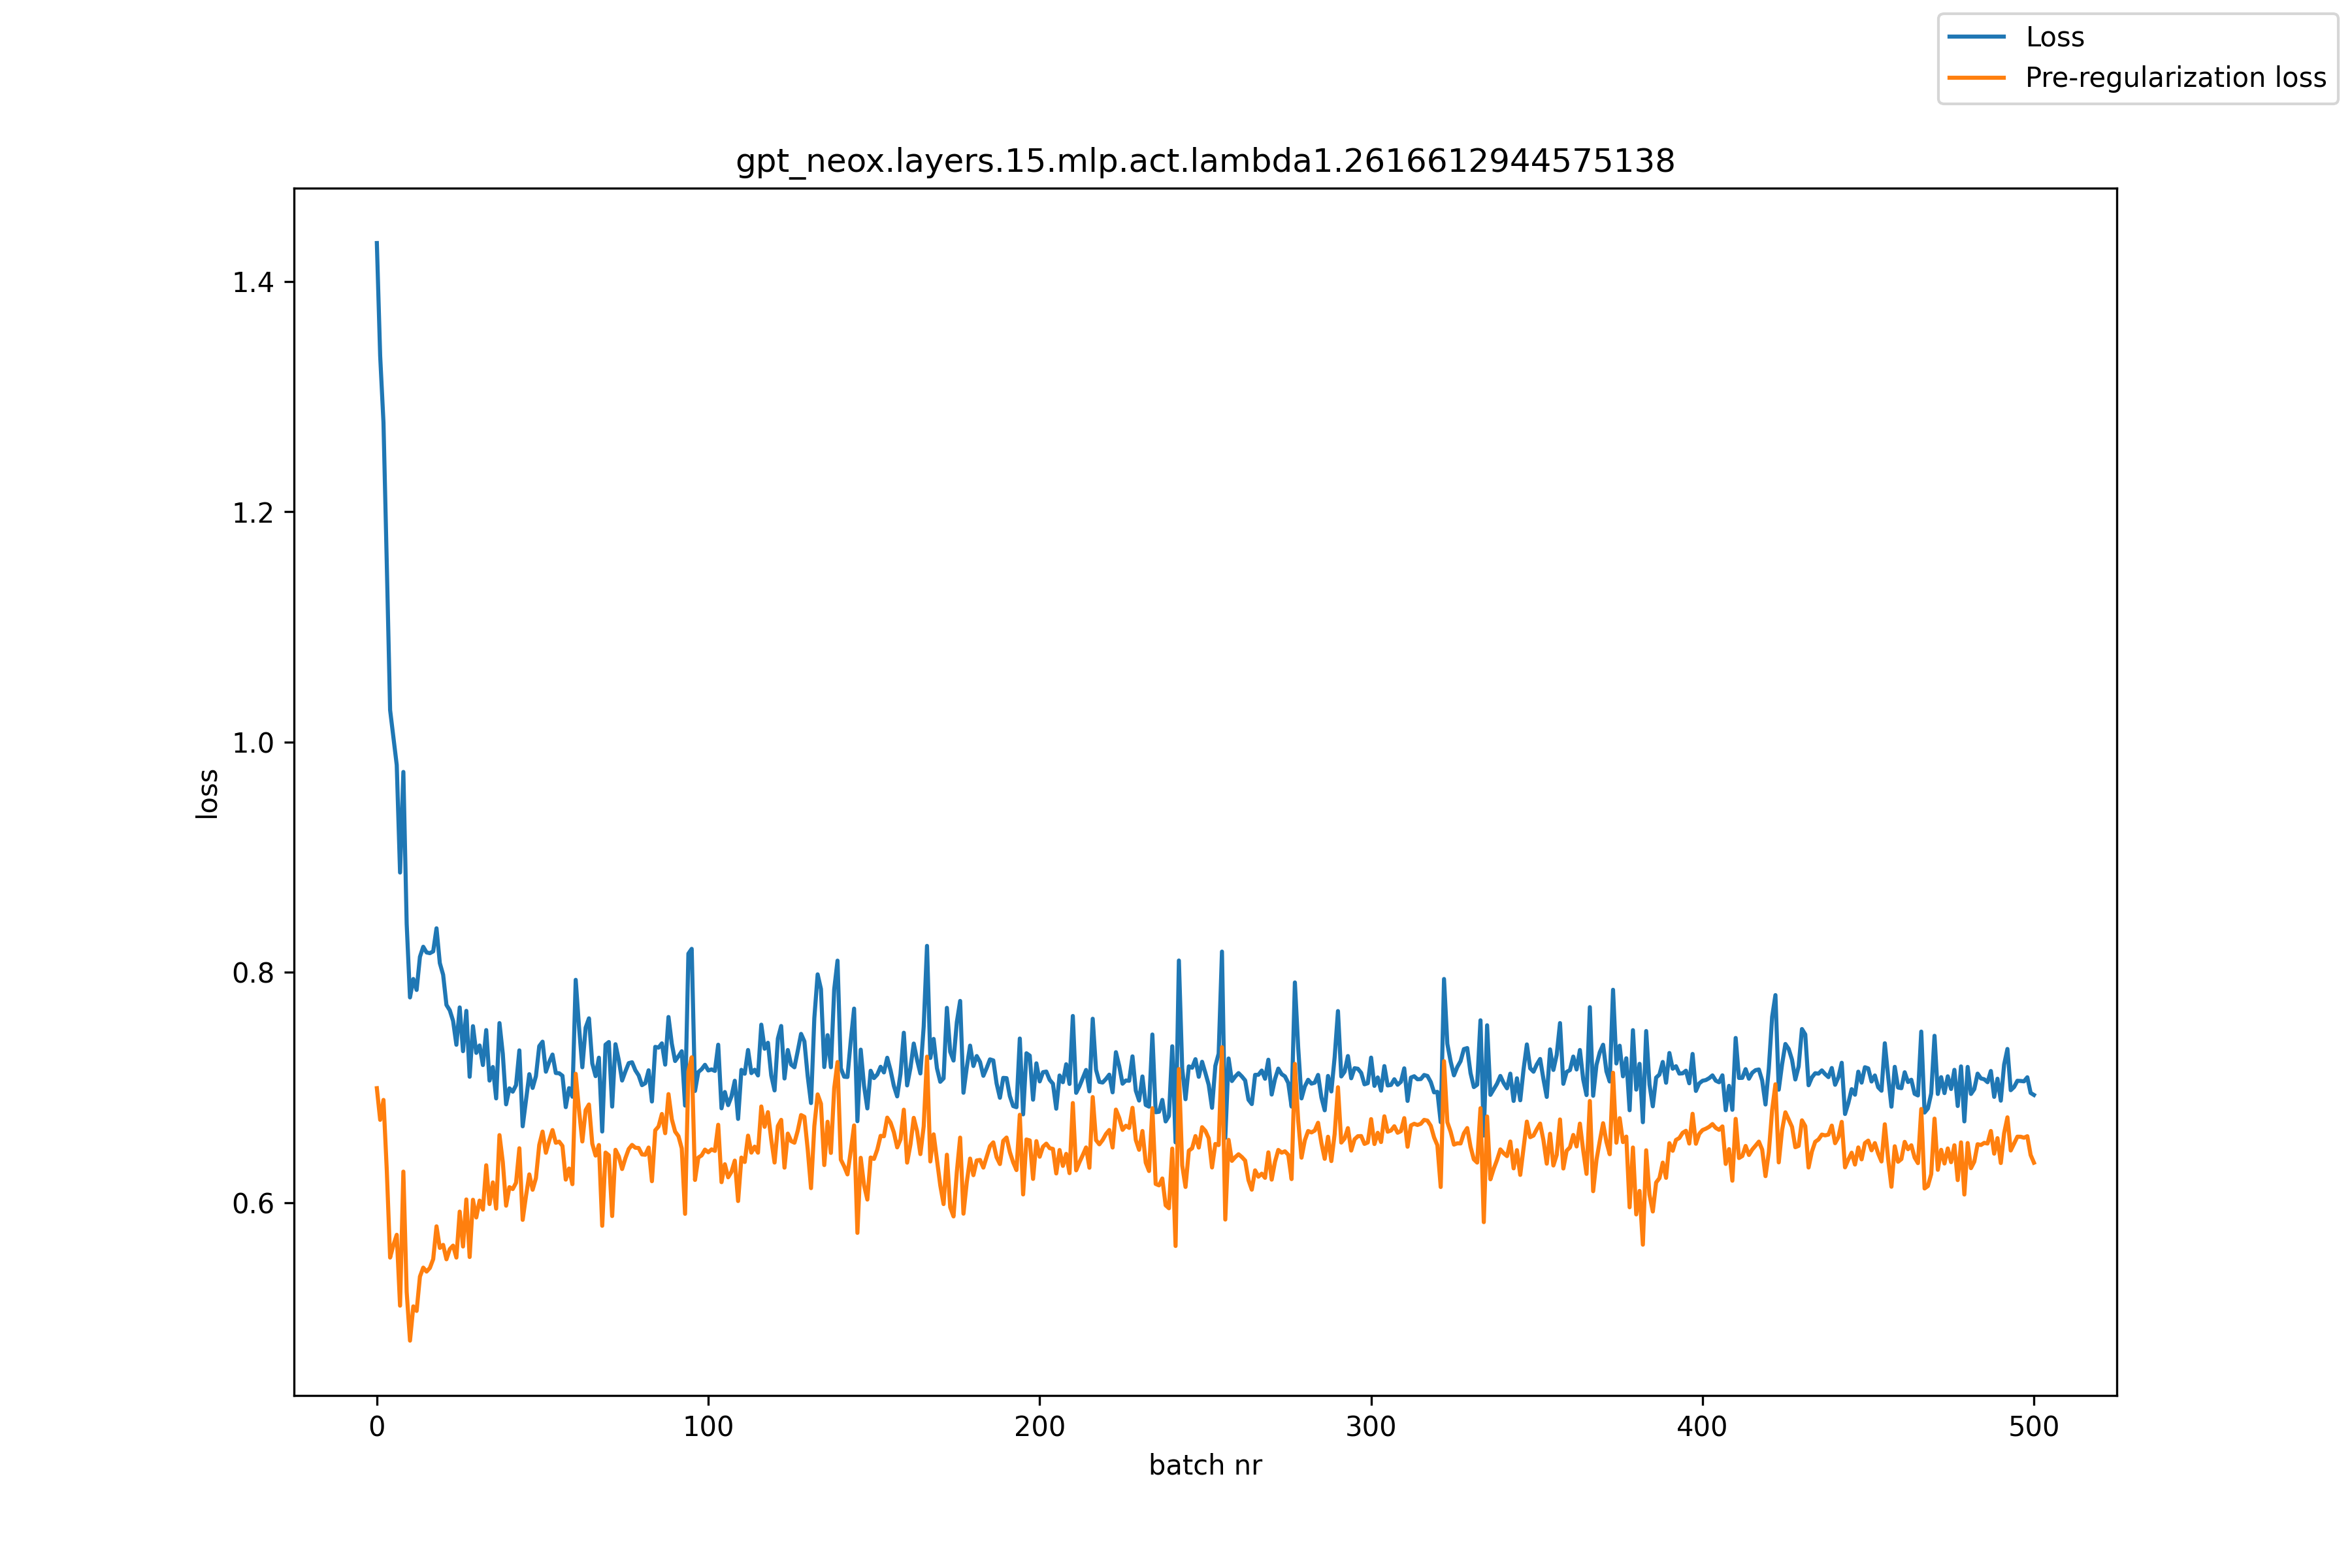 Loss
Pre-regularization loss
gpt_neox.layers.15.mlp.act.lambda1.2616612944575138
1.4
1.2
1.0
0.8
0.6
loss
0 100 200 300 400 500
batch nr